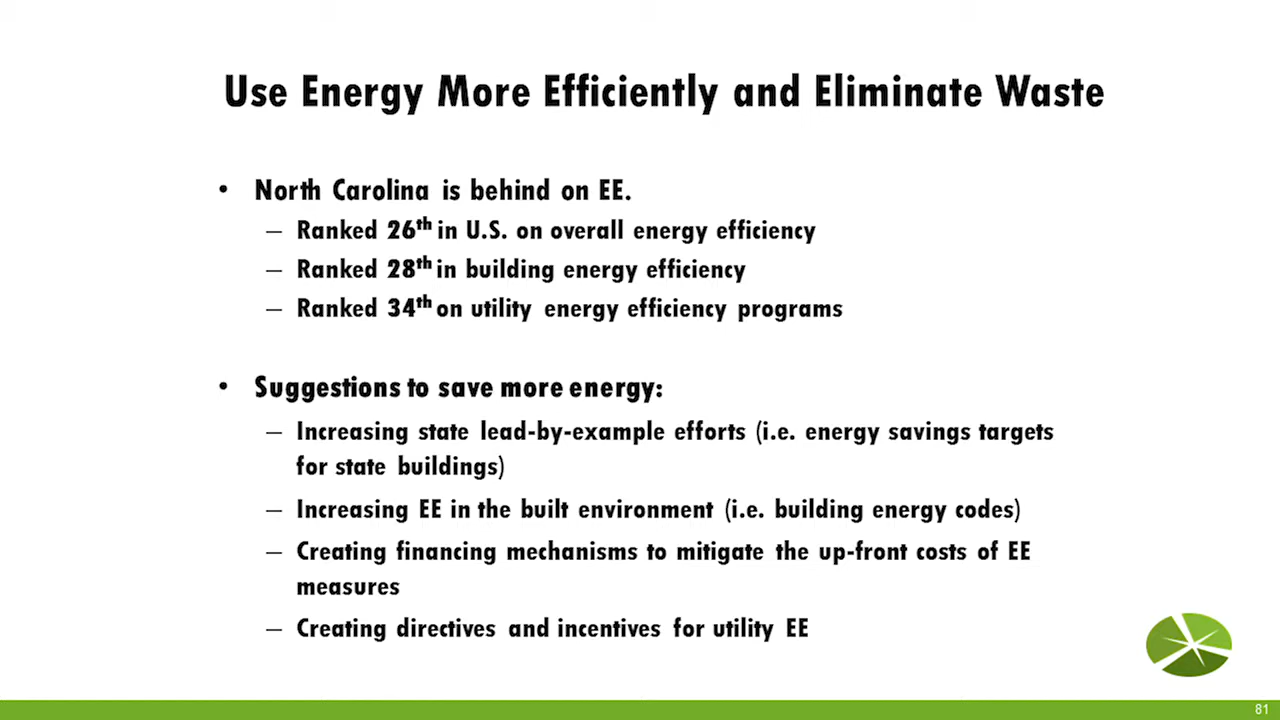 Use Energy More Efficiently and Eliminate Waste
• North Carolina is behind on EE.
– Ranked 26th in U.S. on overall energy efficiency
– Ranked 28th in building energy efficiency
– Ranked 34th on utility energy efficiency programs
• Suggestions to save more energy:
– Increasing state lead-by-example efforts (i.e. energy savings targets
for state buildings)
– Increasing EE in the built environment (i.e. building energy codes)
– Creating financing mechanisms to mitigate the up-front costs of EE
measures
– Creating directives and incentives for utility EE
81